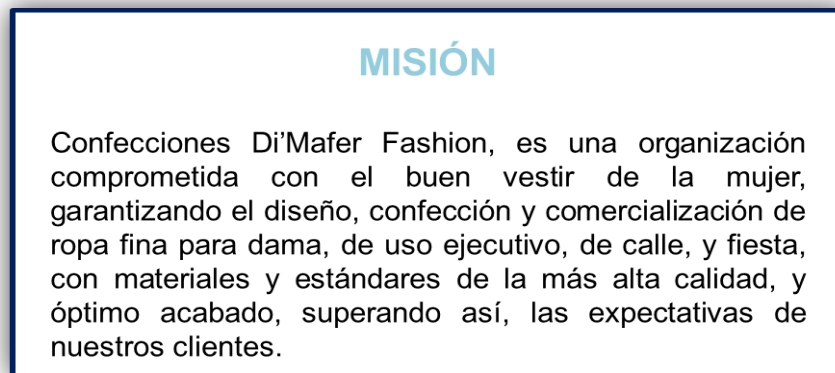 MISIÓN
Confecciones Di’Mafer Fashion, es una organización
comprometida con el buen vestir de la mujer,
garantizando el diseño, confección y comercialización de
ropa fina para dama, de uso ejecutivo, de calle, y fiesta,
con materiales y estándares de la más alta calidad, y
óptimo acabado, superando así, las expectativas de
nuestros clientes.